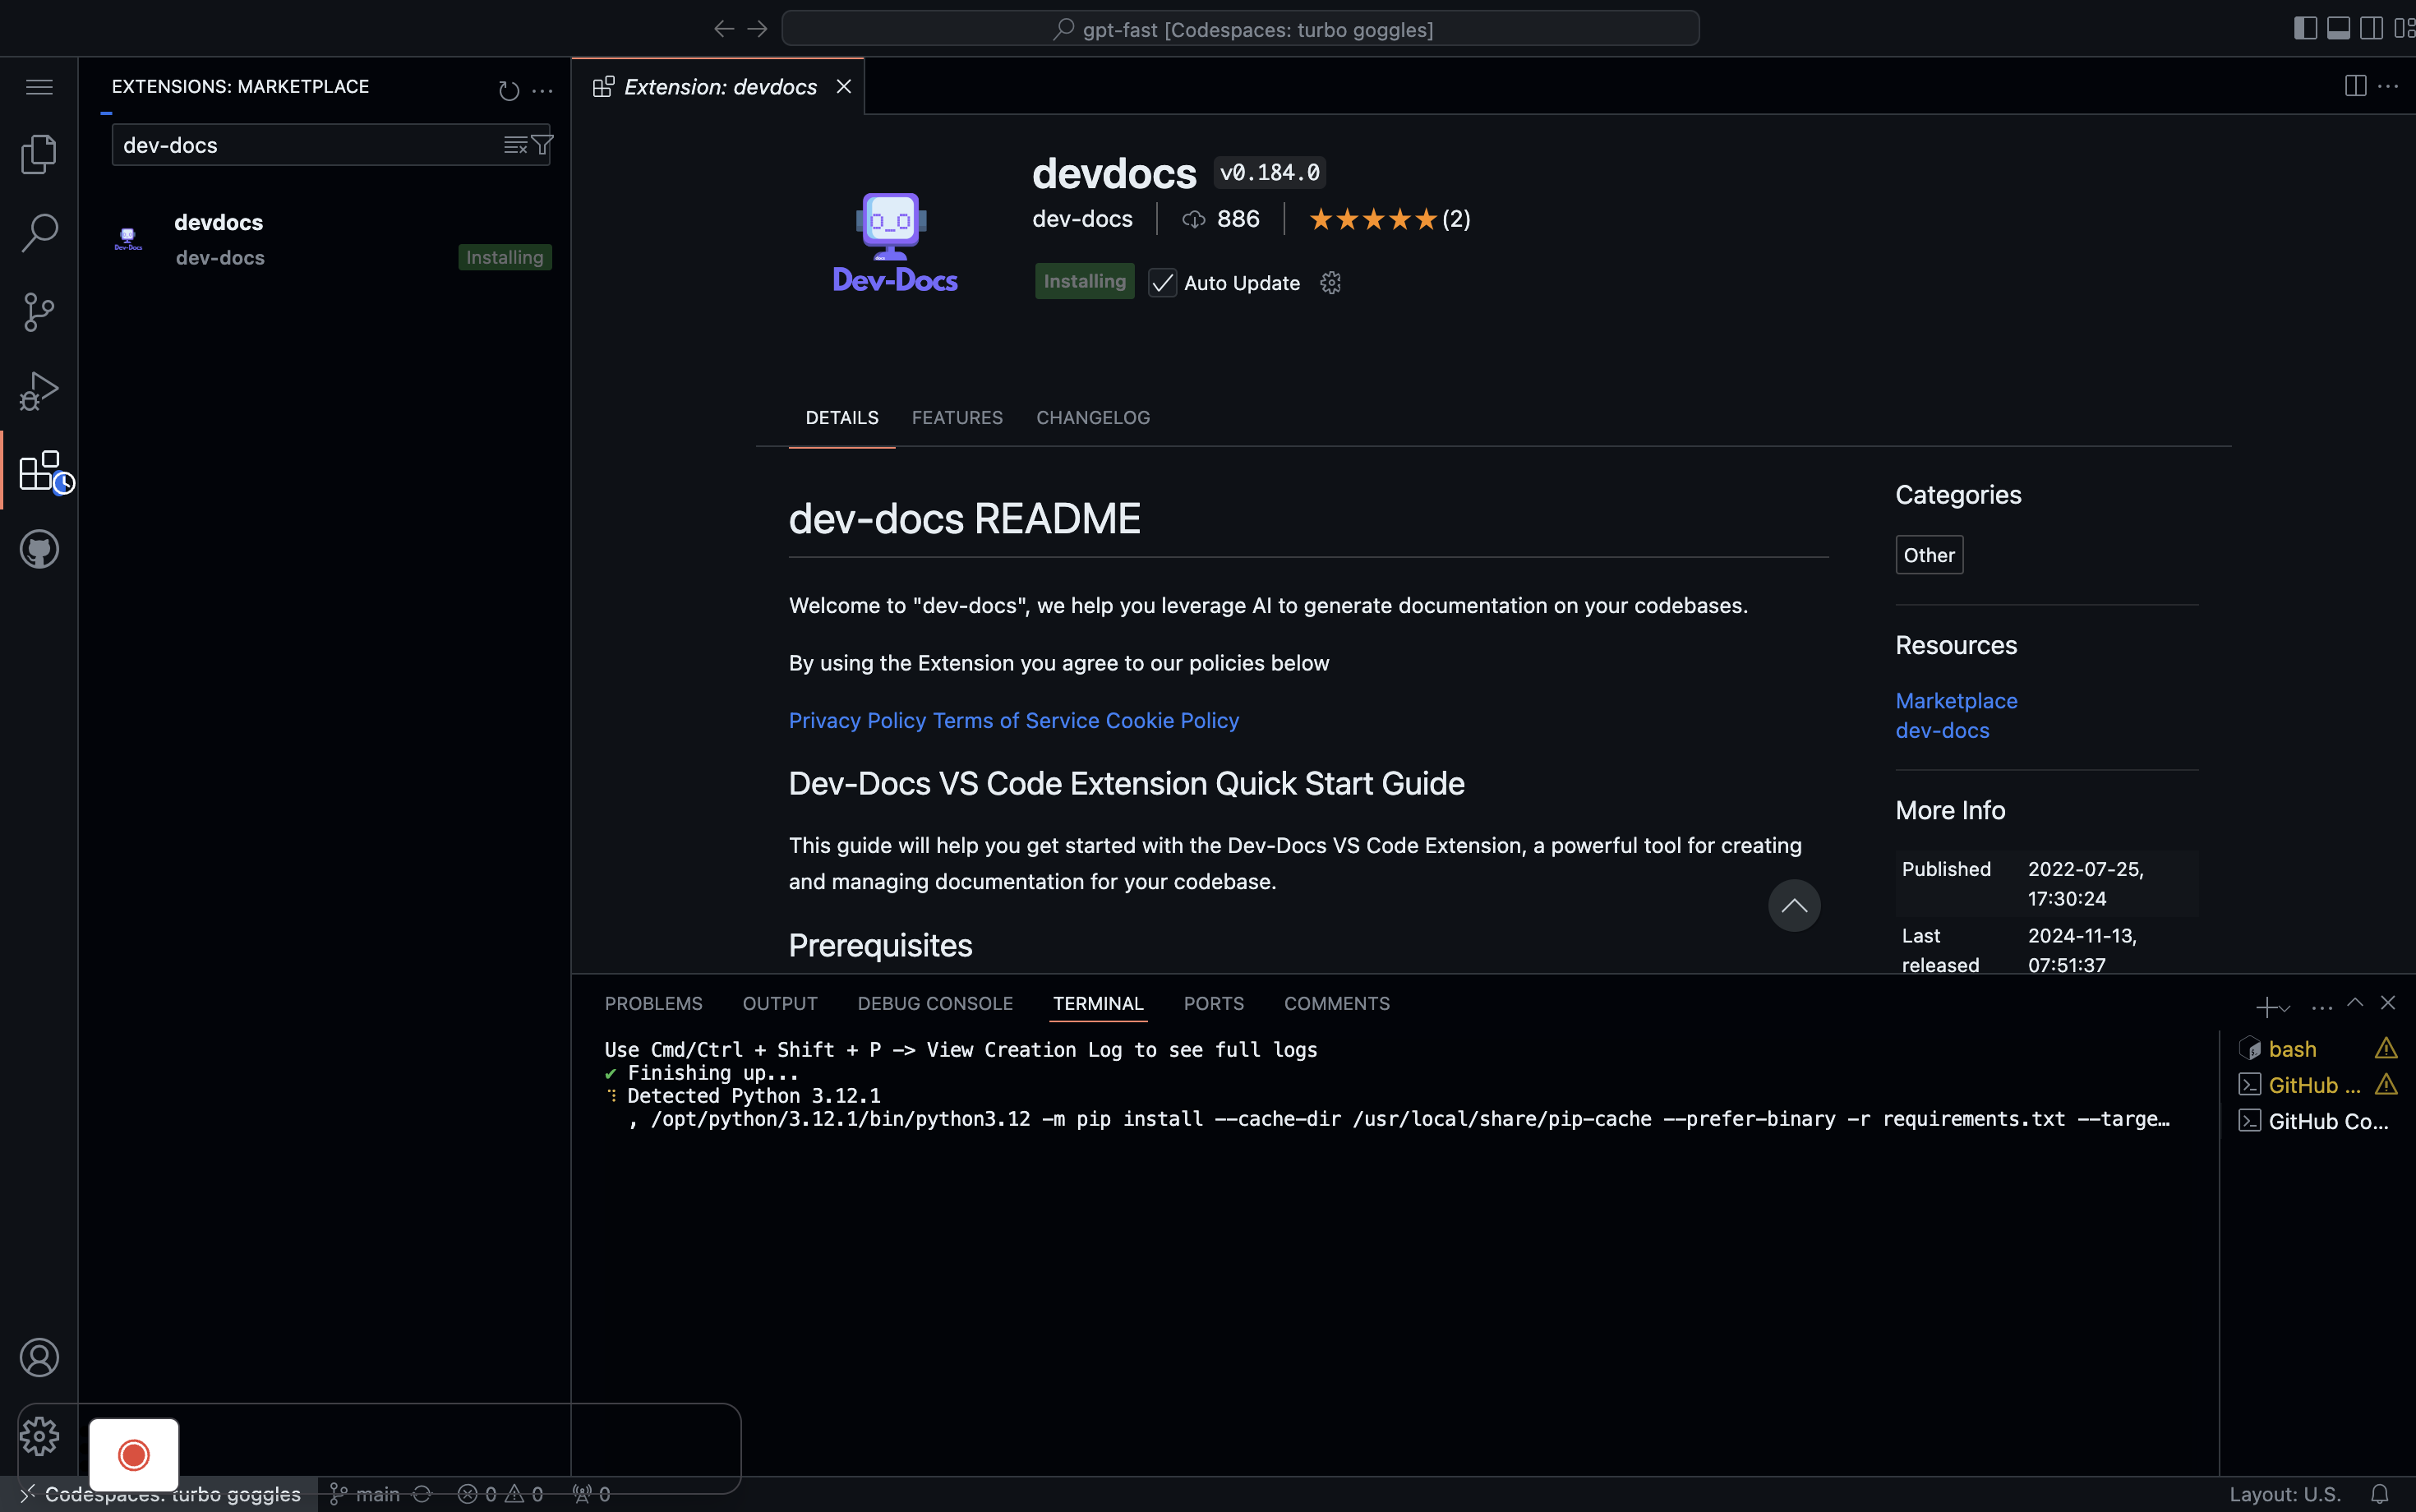 gpt-fast [Codespaces: turbo goggles]
EXTENSIONS: MARKETPLACE
dev-docs
devdocs
dev-docs
Installing
Dev-Docs
Extension: devdocs
Dev-Docs
devdocs v0.184.0
dev-docs 886 ★★★★★ (2)
Installing Auto Update
DETAILS FEATURES CHANGELOG
dev-docs README
Welcome to "dev-docs", we help you leverage AI to generate documentation on your codebases.
By using the Extension you agree to our policies below
Privacy Policy Terms of Service Cookie Policy
Dev-Docs VS Code Extension Quick Start Guide
This guide will help you get started with the Dev-Docs VS Code Extension, a powerful tool for creating
and managing documentation for your codebase.
Prerequisites
Categories
Other
Resources
Marketplace
dev-docs
More Info
Published 2022-07-25,
17:30:24
Last 2024-11-13,
released 07:51:37
PROBLEMS OUTPUT DEBUG CONSOLE TERMINAL PORTS COMMENTS
Use Cmd/Ctrl + Shift + P -> View Creation Log to see full logs
✔ Finishing up...
⠹ Detected Python 3.12.1
, /opt/python/3.12.1/bin/python3.12 -m pip install --cache-dir /usr/local/share/pip-cache --prefer-binary -r requirements.txt --targe…
bash
GitHub ...
GitHub Co...
Codespaces: turbo goggles main 0 0 0
Layout: U.S.